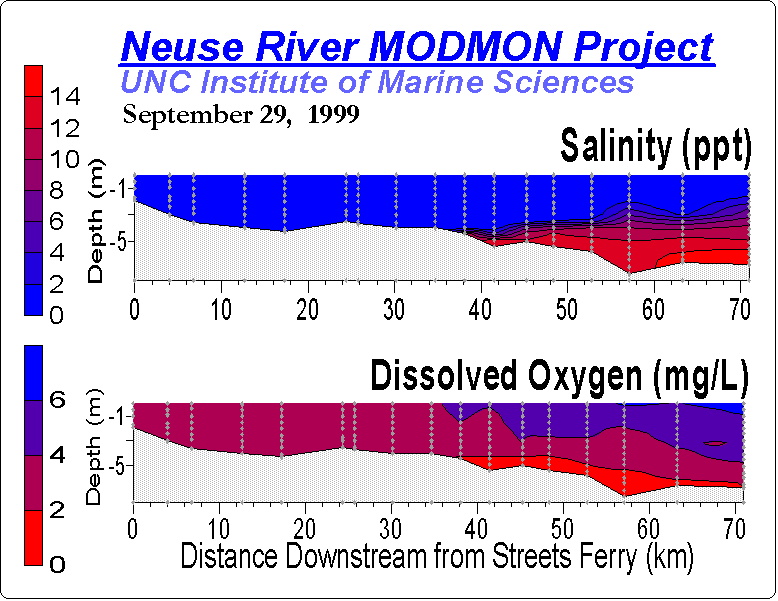 Neuse River MODMON Project
UNC Institute of Marine Sciences
September 29, 1999
Salinity (ppt)
14
12
10
8
6
4
2
0
Depth (m)
-1
-5
0 10 20 30 40 50 60 70
Dissolved Oxygen (mg/L)
6
4
2
0
Depth (m)
-1
-5
0 10 20 30 40 50 60 70
Distance Downstream from Streets Ferry (km)